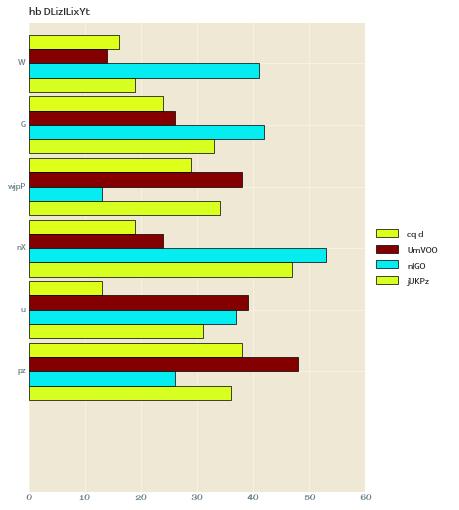 hb DLizILixYt
W
G
wjpP
nX
u
pz
0 10 20 30 40 50 60
cq d
UmVOO
nIGO
jUKPz